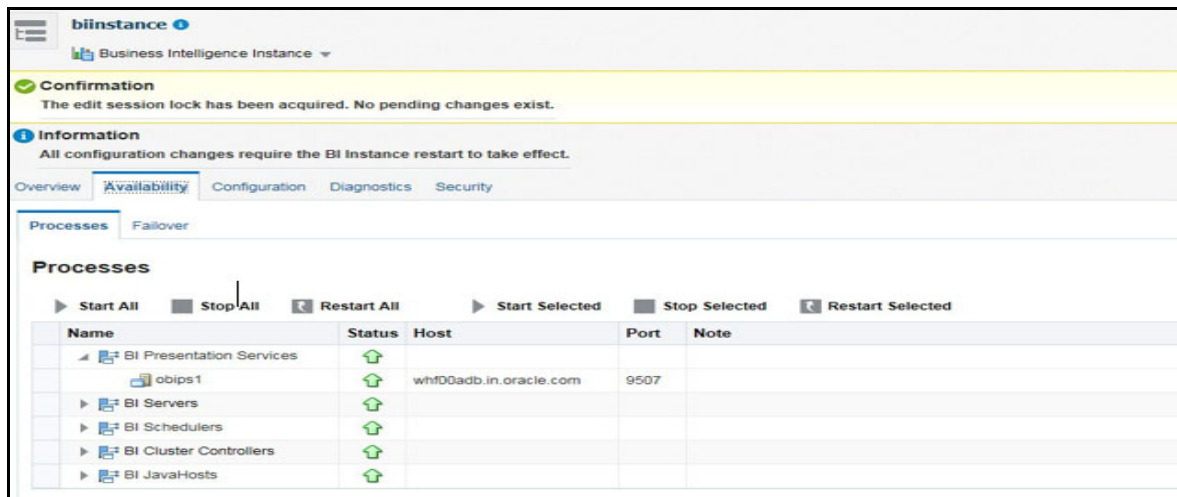 biinstance
Business Intelligence Instance
Confirmation
The edit session lock has been acquired. No pending changes exist.
Information
All configuration changes require the BI Instance restart to take effect.
Overview Availability Configuration Diagnostics Security
Processes Failover
Processes
Start All Stop All Restart All Start Selected Stop Selected Restart Selected
Name Status Host Port Note
BI Presentation Services
obips1 whf00adb.in.oracle.com 9507
BI Servers
BI Schedulers
BI Cluster Controllers
BI JavaHosts